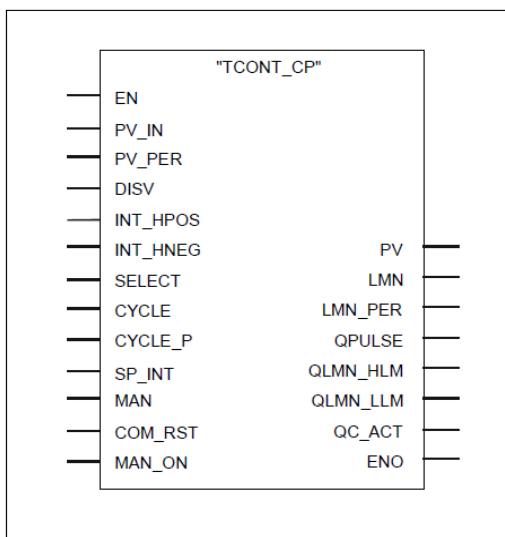 "TCONT_CP"
EN
PV_IN
PV_PER
DISV
INT_HPOS
INT_HNEG PV
SELECT LMN
CYCLE LMN_PER
CYCLE_P QPULSE
SP_INT QLMN_HLM
MAN QLMN_LLM
COM_RST QC_ACT
MAN_ON ENO